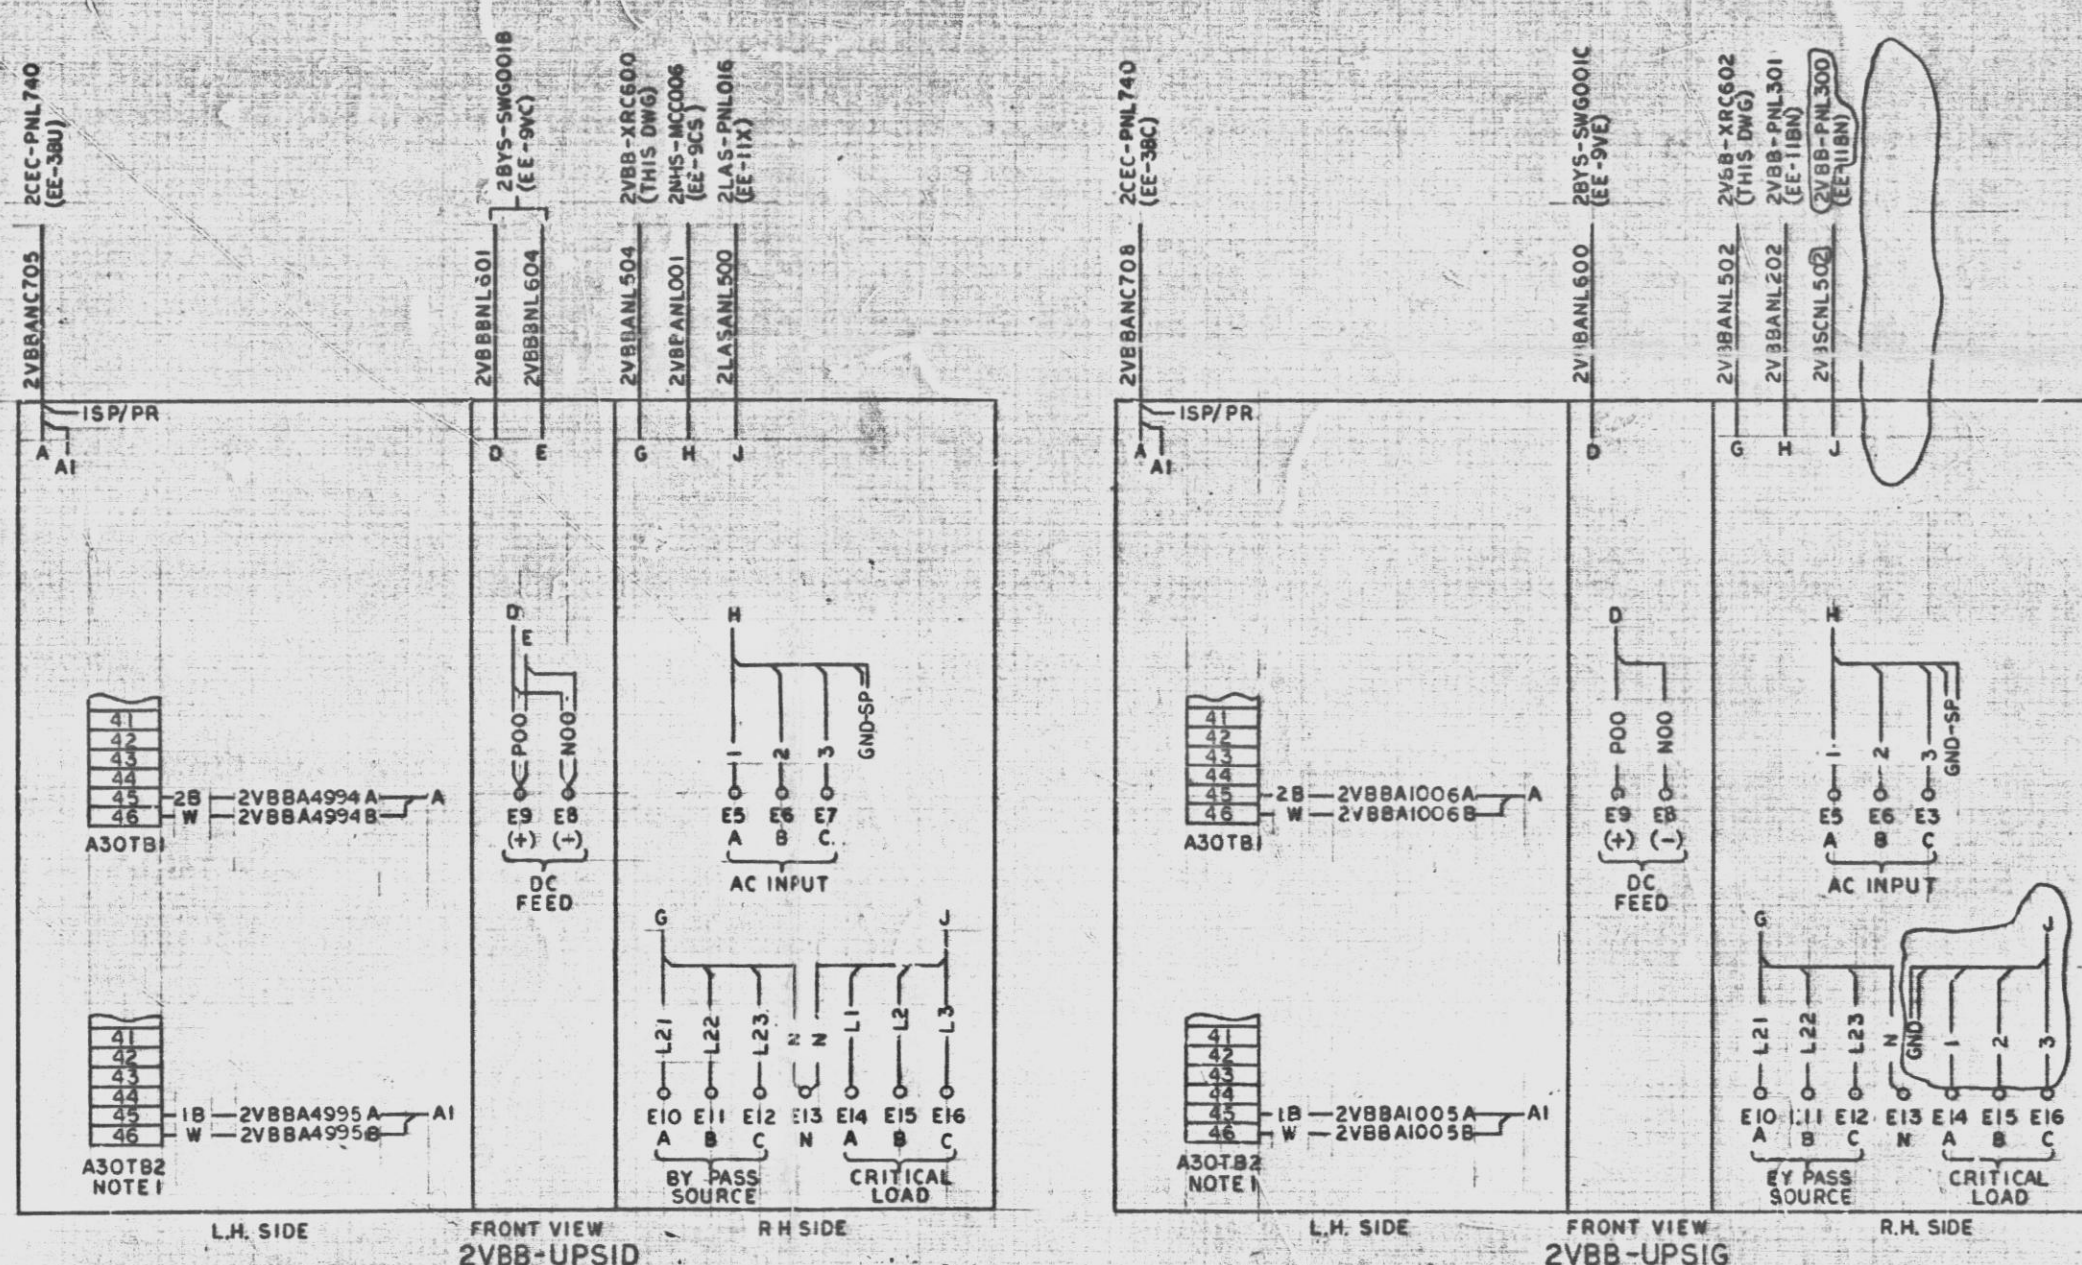 2CEC-PNL740
(EE-3BU)
2BYS-SWG001B
(EE-9VC)
2VBB-XRC600
(THIS DWG)
2NHS-MCC006
(EE-9CS)
2LAS-PNL016
(EE-11X)
2VBBANC705
2VBBBNL601
2VBBBNL604
2VBBANL504
2LASANL500
1SP/PR
A
A1
D
E
G
H
J
D
E
P00
N00
E9
E8
(+)
DC
FEED
H
1
2
3
GND-SP
E5
E6
E7
A
B
C
AC INPUT
41
42
43
44
45
46
2B
2VBBA4994A
A
W
2VBBA4994B
A30TB1
41
42
43
44
45
46
1B
2VBBA4995A
A1
W
2VBBA4995B
A30TB2
NOTE 1
G
J
L21
L22
L23
N
N
L1
L2
L3
E10
E11
E12
E13
E14
E15
E16
A
B
C
N
A
B
C
BY PASS
SOURCE
CRITICAL
LOAD
L.H. SIDE
FRONT VIEW
R H SIDE
2VBB-UPS1D
2CEC-PNL740
(EE-3BC)
2BYS-SWG001C
(EE-9VE)
2VBB-XRC602
(THIS DWG)
2VBB-PNL301
(EE-11BN)
2VBB-PNL300
(EE-11BN)
2VBBANC708
2VBBANL600
2VBBANL502
2VBBANL202
1SP/PR
A
A1
D
G
H
J
D
P00
N00
E9
E8
(+)
(-)
DC
FEED
H
1
2
3
GND-SP
E5
E6
E3
A
B
C
AC INPUT
41
42
43
44
45
46
2B
2VBBA1006A
A
W
2VBBA1006B
A30TB1
41
42
43
44
45
46
1B
2VBBA1005A
A1
W
2VBBA1005B
A30TB2
NOTE 1
G
J
L21
L22
L23
N
GND
1
2
3
E10
E11
E12
E13
E14
E15
E16
A
B
C
N
A
B
C
BY PASS
SOURCE
CRITICAL
LOAD
L.H. SIDE
FRONT VIEW
R.H. SIDE
2VBB-UPS1G